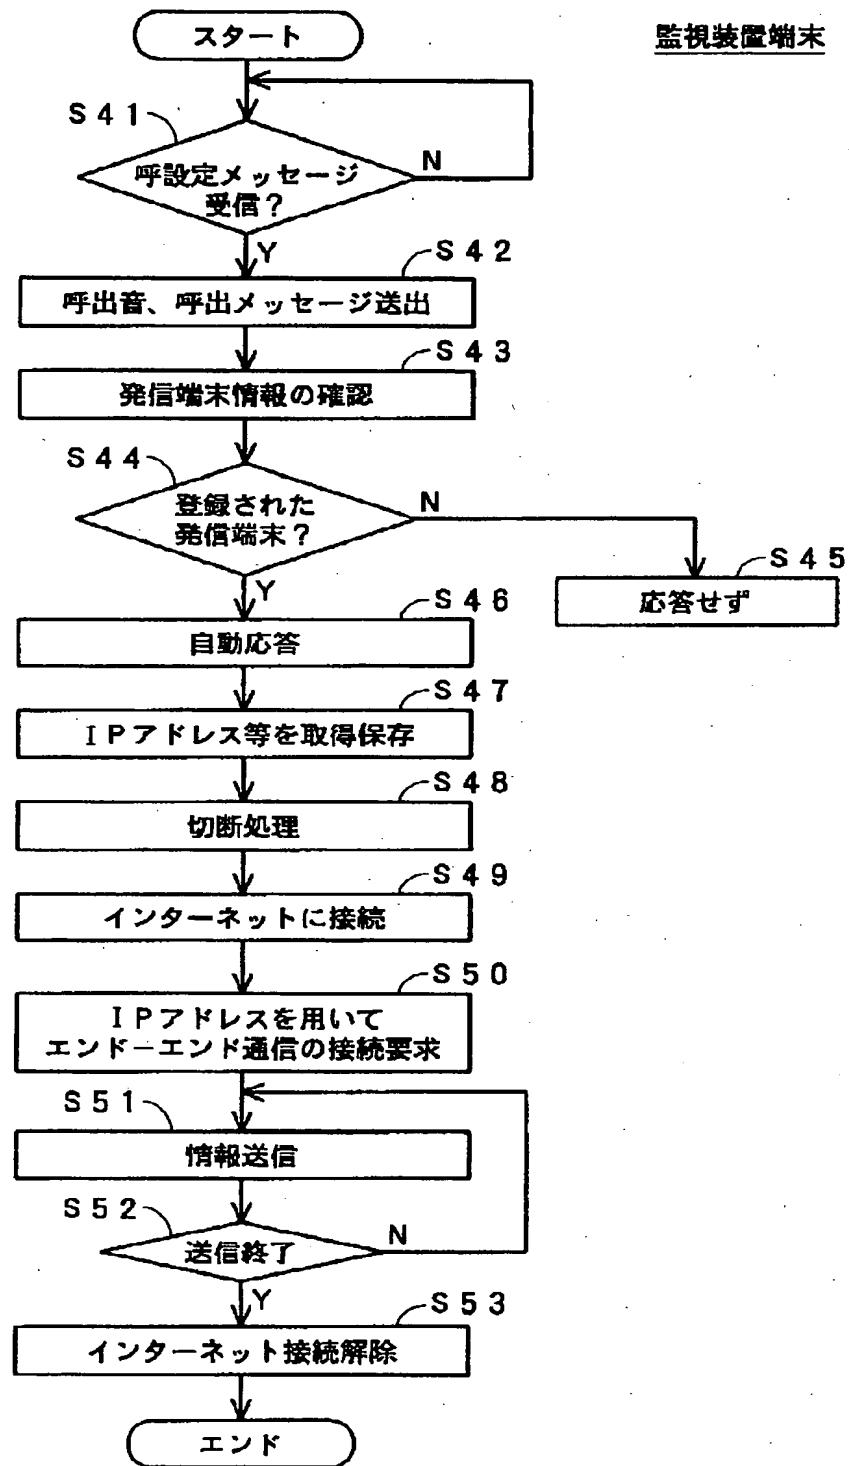 監視装置端末
スタート
S41
呼設定メッセージ
受信？
N
Y
S42
呼出音、呼出メッセージ送出
S43
発信端末情報の確認
S44
登録された
発信端末？
N
Y
S45
応答せず
S46
自動応答
S47
IPアドレス等を取得保存
S48
切断処理
S49
インターネットに接続
S50
IPアドレスを用いて
エンド－エンド通信の接続要求
S51
情報送信
S52
送信終了
N
Y
S53
インターネット接続解除
エンド